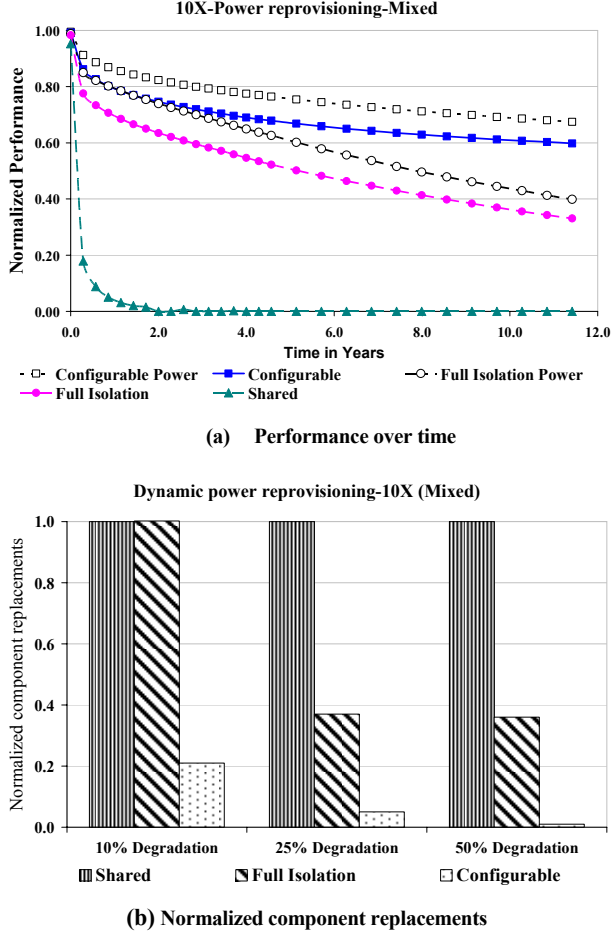 10X-Power reprovisioning-Mixed
Normalized Performance
1.00
0.80
0.60
0.40
0.20
0.00
0.0 2.0 4.0 6.0 8.0 10.0 12.0
Time in Years
Configurable Power Configurable Full Isolation Power
Full Isolation Shared
(a) Performance over time
Dynamic power reprovisioning-10X (Mixed)
Normalized component replacements
1.0
0.8
0.6
0.4
0.2
0.0
10% Degradation 25% Degradation 50% Degradation
Shared Full Isolation Configurable
(b) Normalized component replacements